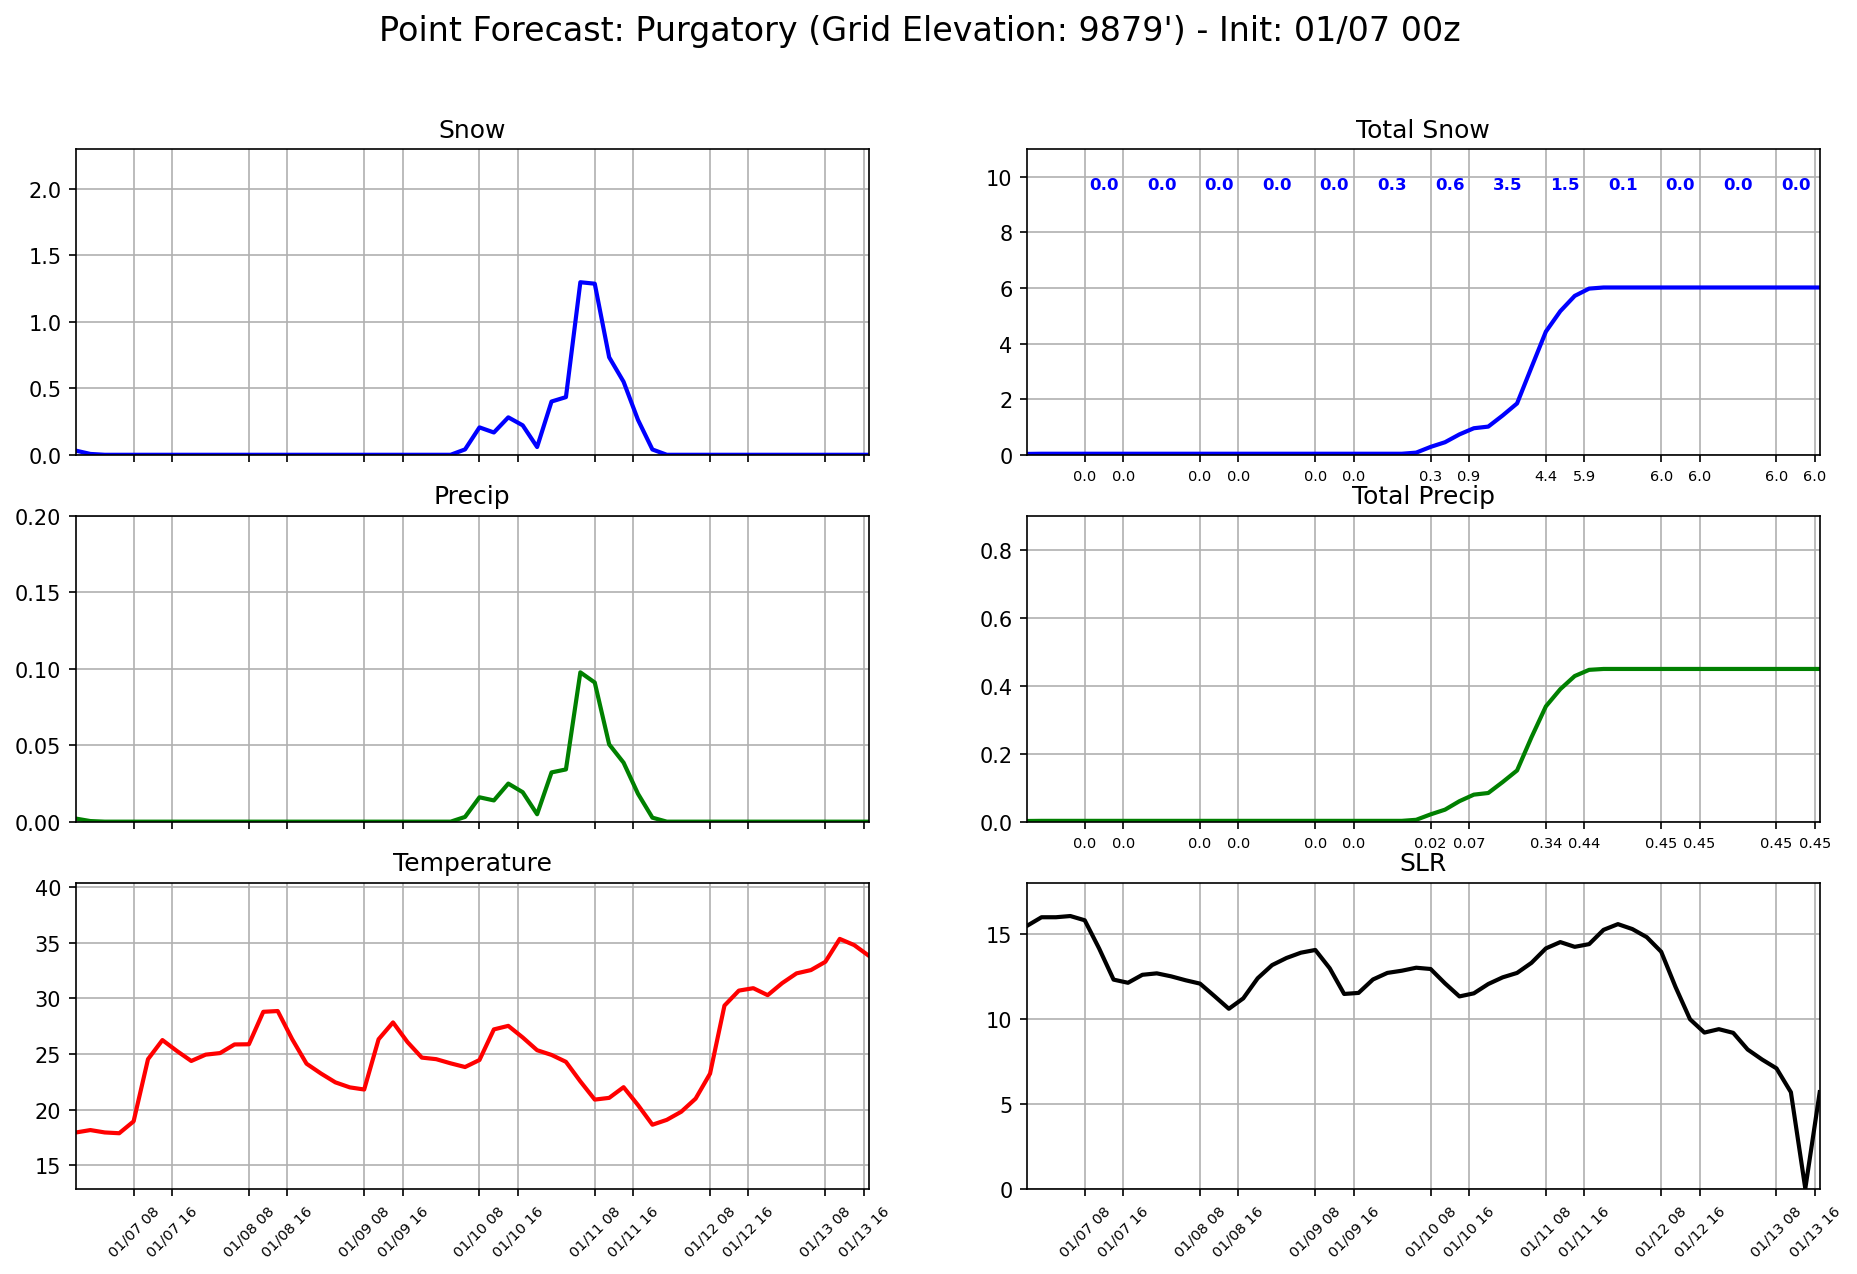 Point Forecast: Purgatory (Grid Elevation: 9879') - Init: 01/07 00z
Snow
2.0
1.5
1.0
0.5
0.0
Total Snow
10
8
6
4
2
0
0.0 0.0 0.0 0.0 0.0 0.3 0.6 3.5 1.5 0.1 0.0 0.0 0.0
0.0 0.0 0.0 0.0 0.0 0.0 0.3 0.9 4.4 5.9 6.0 6.0 6.0 6.0
Precip
0.20
0.15
0.10
0.05
0.00
Total Precip
0.8
0.6
0.4
0.2
0.0
0.0 0.0 0.0 0.0 0.0 0.0 0.02 0.07 0.34 0.44 0.45 0.45 0.45 0.45
Temperature
40
35
30
25
20
15
01/07 08 01/07 16 01/08 08 01/08 16 01/09 08 01/09 16 01/10 08 01/10 16 01/11 08 01/11 16 01/12 08 01/12 16 01/13 08 01/13 16
SLR
15
10
5
0
01/07 08 01/07 16 01/08 08 01/08 16 01/09 08 01/09 16 01/10 08 01/10 16 01/11 08 01/11 16 01/12 08 01/12 16 01/13 08 01/13 16